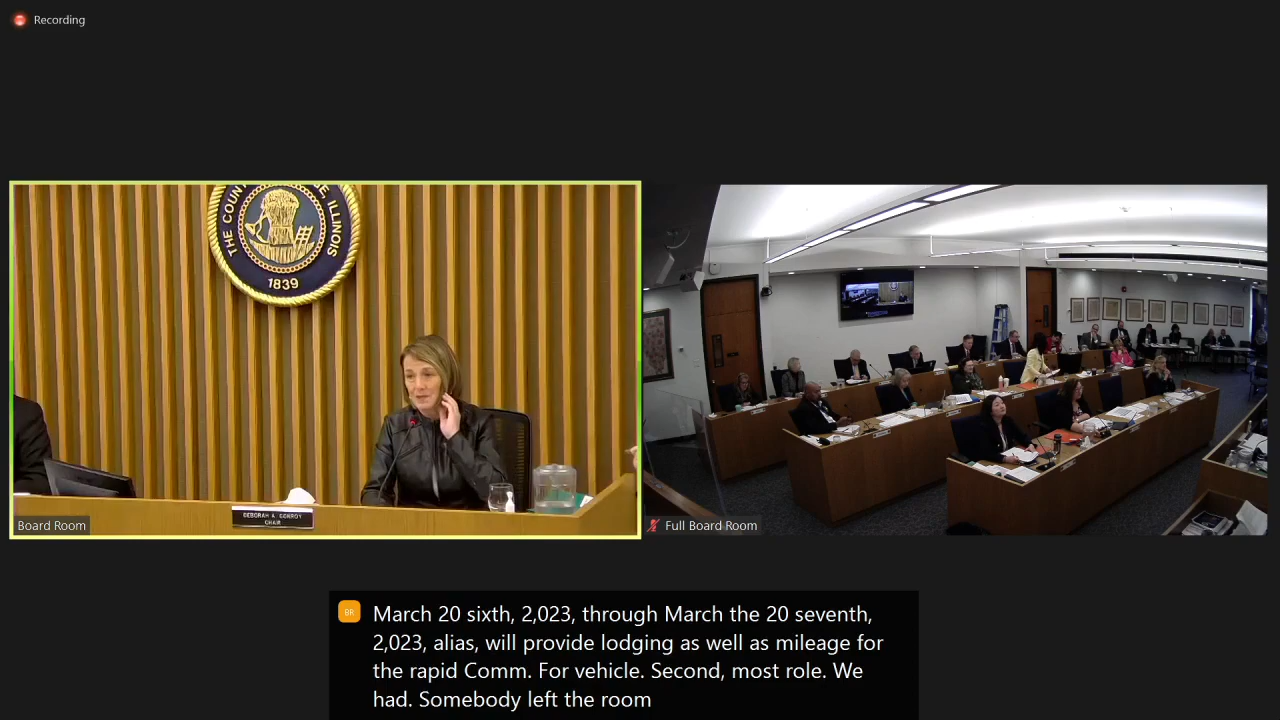 Recording
THE COUN
E, ILLINOIS
1839
DEBORAH A. CONROY
CHAIR
Board Room
Full Board Room
BR
March 20 sixth, 2,023, through March the 20 seventh,
2,023, alias, will provide lodging as well as mileage for
the rapid Comm. For vehicle. Second, most role. We
had. Somebody left the room